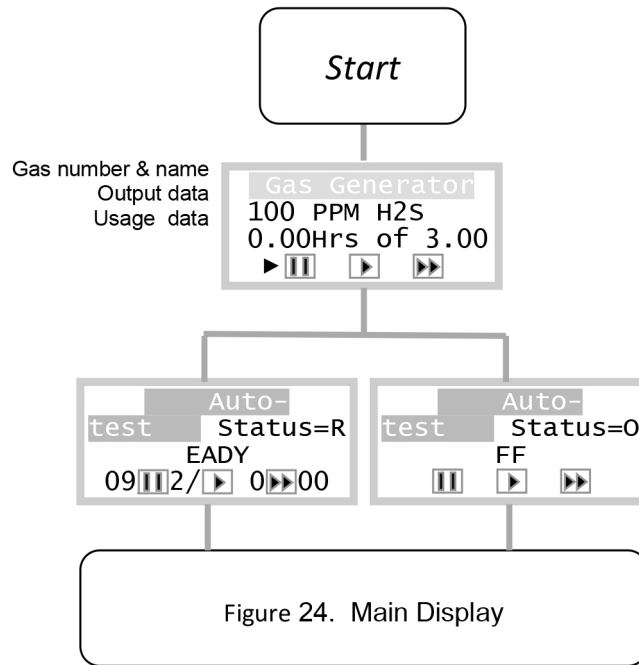 Start
Gas number & name
Output data
Usage data
Gas Generator
100 PPM H2S
0.00Hrs of 3.00
Auto-
test Status=R
EADY
09 2/ 0 00
Auto-
test Status=O
FF
Figure 24. Main Display